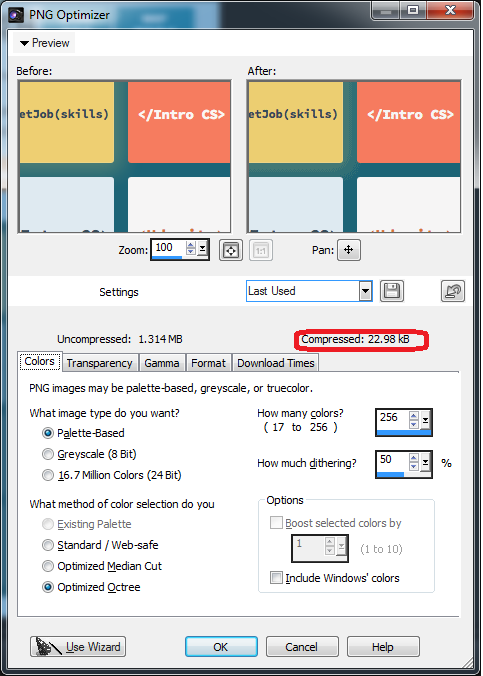 PNG Optimizer
Preview
Before:
After:
etJob(skills)
</Intro CS>
etJob(skills)
</Intro CS>
Zoom: 100
1:1
Pan:
Settings
Last Used
Uncompressed: 1.314 MB
Compressed: 22.98 kB
Colors
Transparency
Gamma
Format
Download Times
PNG images may be palette-based, greyscale, or truecolor.
What image type do you want?
Palette-Based
Greyscale (8 Bit)
16.7 Million Colors (24 Bit)
How many colors?
( 17 to 256 )
256
How much dithering?
50
%
What method of color selection do you
Existing Palette
Standard / Web-safe
Optimized Median Cut
Optimized Octree
Options
Boost selected colors by
1
(1 to 10)
Include Windows' colors
Use Wizard
OK
Cancel
Help